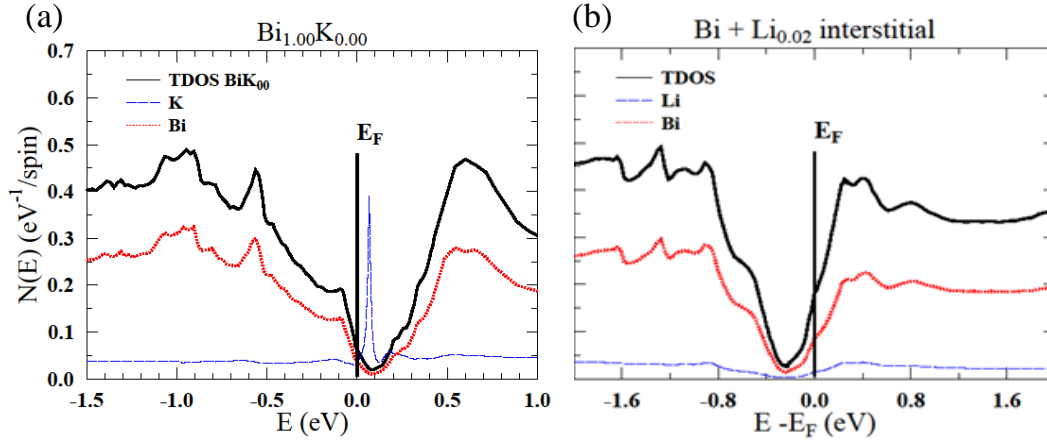 (a)
Bi1.00K0.00
0.7
0.6
0.5
0.4
0.3
0.2
0.1
0.0
N(E) (eV⁻¹/spin)
TDOS BiK00
K
Bi
EF
-1.5 -1.0 -0.5 0.0 0.5 1.0
E (eV)
(b)
Bi + Li0.02 interstitial
TDOS
Li
Bi
EF
-1.6 -0.8 0.0 0.8 1.6
E -EF (eV)